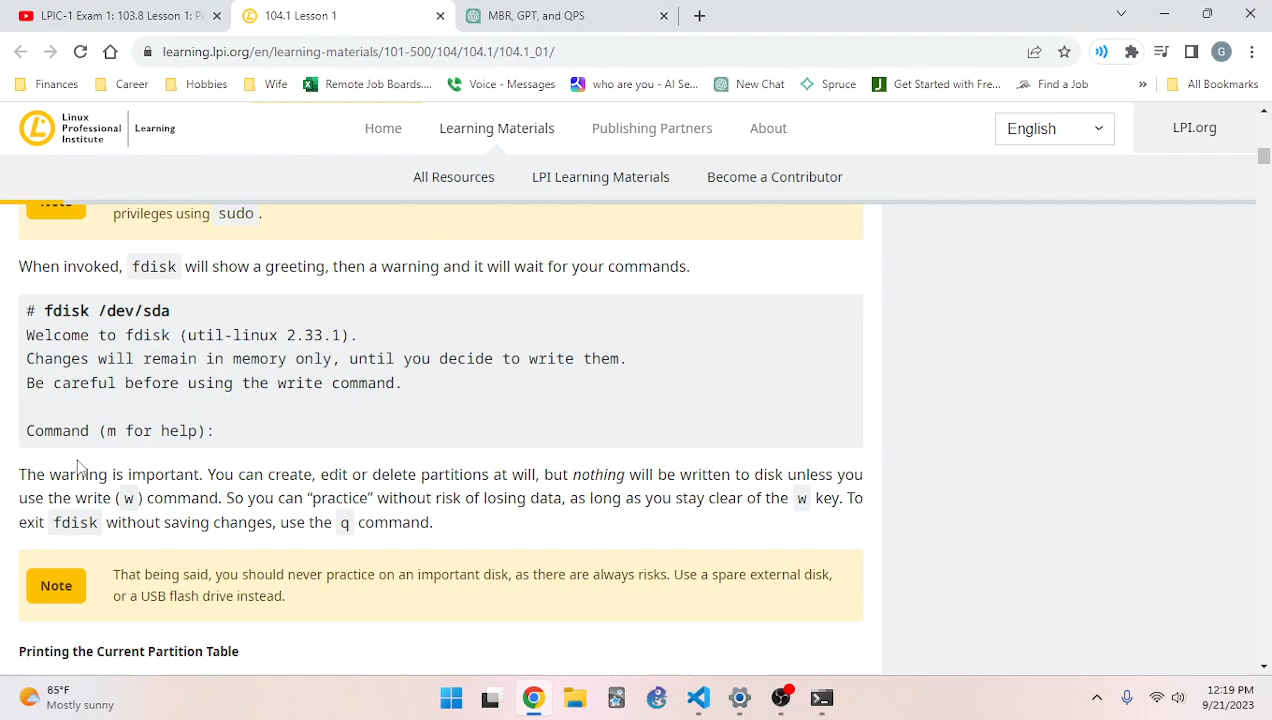 LPIC-1 Exam 1: 103.8 Lesson 1: P
104.1 Lesson 1
MBR, GPT, and QPS
learning.lpi.org/en/learning-materials/101-500/104/104.1/104.1_01/
G
Finances
Career
Hobbies
Wife
Remote Job Boards....
Voice - Messages
who are you - AI Se...
New Chat
Spruce
Get Started with Fre...
Find a Job
»
All Bookmarks
Linux
Professional
Institute
Learning
Home
Learning Materials
Publishing Partners
About
English
LPI.org
All Resources
LPI Learning Materials
Become a Contributor
Note
privileges using sudo .
When invoked, fdisk will show a greeting, then a warning and it will wait for your commands.
# fdisk /dev/sda
Welcome to fdisk (util-linux 2.33.1).
Changes will remain in memory only, until you decide to write them.
Be careful before using the write command.
Command (m for help):
The warning is important. You can create, edit or delete partitions at will, but nothing will be written to disk unless you
use the write ( w ) command. So you can “practice” without risk of losing data, as long as you stay clear of the w key. To
exit fdisk without saving changes, use the q command.
Note
That being said, you should never practice on an important disk, as there are always risks. Use a spare external disk,
or a USB flash drive instead.
Printing the Current Partition Table
85°F
Mostly sunny
12:19 PM
9/21/2023